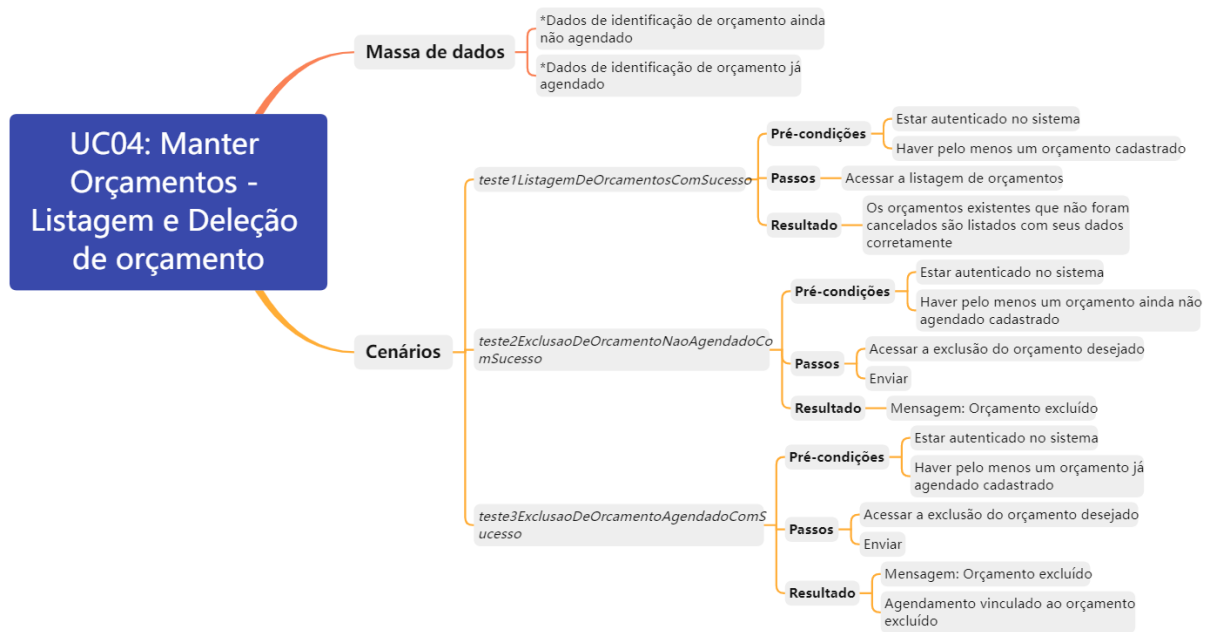 UC04: Manter
Orçamentos -
Listagem e Deleção
de orçamento
Massa de dados
*Dados de identificação de orçamento ainda
não agendado
*Dados de identificação de orçamento já
agendado
Cenários
teste1ListagemDeOrcamentosComSucesso
Pré-condições
Estar autenticado no sistema
Haver pelo menos um orçamento cadastrado
Passos
Acessar a listagem de orçamentos
Resultado
Os orçamentos existentes que não foram
cancelados são listados com seus dados
corretamente
teste2ExclusaoDeOrcamentoNaoAgendadoCo
mSucesso
Pré-condições
Estar autenticado no sistema
Haver pelo menos um orçamento ainda não
agendado cadastrado
Passos
Acessar a exclusão do orçamento desejado
Enviar
Resultado
Mensagem: Orçamento excluído
teste3ExclusaoDeOrcamentoAgendadoComS
ucesso
Pré-condições
Estar autenticado no sistema
Haver pelo menos um orçamento já
agendado cadastrado
Passos
Acessar a exclusão do orçamento desejado
Enviar
Resultado
Mensagem: Orçamento excluído
Agendamento vinculado ao orçamento
excluído